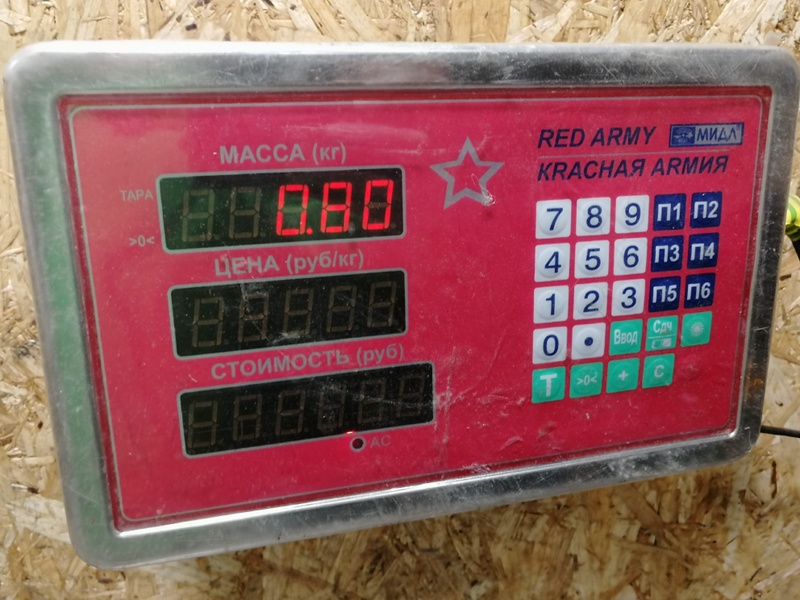 RED ARMY МИДЛ
КРАСНАЯ АРМИЯ
МАССА (кг)
ТАРА
>0<
0.80
ЦЕНА (руб/кг)
СТОИМОСТЬ (руб)
AC
7 8 9 П1 П2
4 5 6 П3 П4
1 2 3 П5 П6
0 • Ввод Сдч
T >0< + C